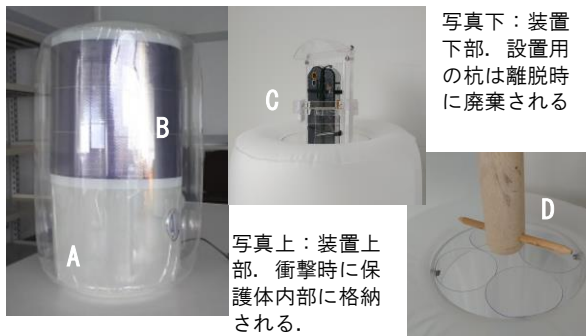 写真下：装置
下部．設置用
の杭は離脱時
に廃棄される
C
B
D
A
写真上：装置上
部．衝撃時に保
護体内部に格納
される．